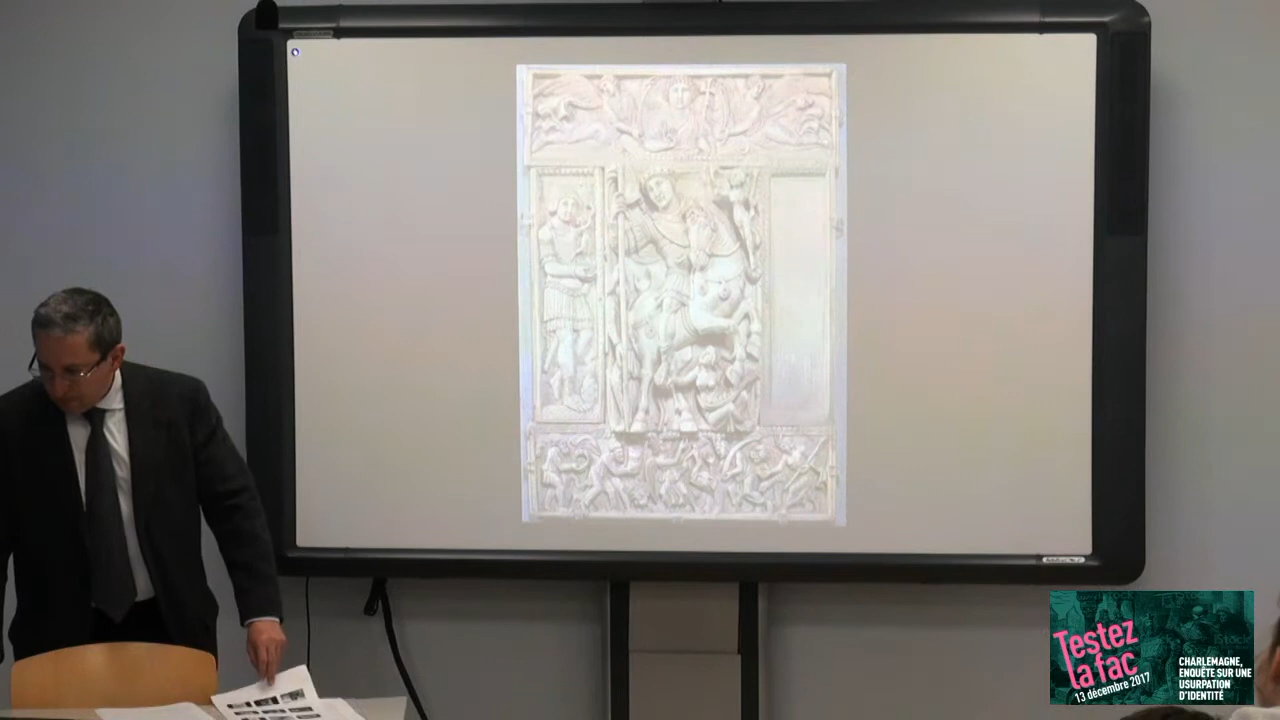 Testez
la fac
13 décembre 2017
CHARLEMAGNE,
ENQUÊTE SUR UNE
USURPATION
D'IDENTITÉ